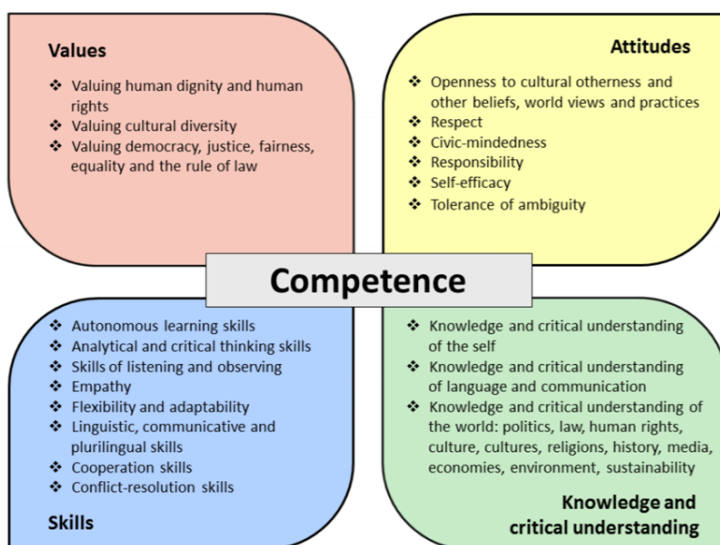 Values
❖ Valuing human dignity and human
rights
❖ Valuing cultural diversity
❖ Valuing democracy, justice, fairness,
equality and the rule of law
Attitudes
❖ Openness to cultural otherness and
other beliefs, world views and practices
❖ Respect
❖ Civic-mindedness
❖ Responsibility
❖ Self-efficacy
❖ Tolerance of ambiguity
Competence
❖ Autonomous learning skills
❖ Analytical and critical thinking skills
❖ Skills of listening and observing
❖ Empathy
❖ Flexibility and adaptability
❖ Linguistic, communicative and
plurilingual skills
❖ Cooperation skills
❖ Conflict-resolution skills
Skills
❖ Knowledge and critical understanding
of the self
❖ Knowledge and critical understanding
of language and communication
❖ Knowledge and critical understanding of
the world: politics, law, human rights,
culture, cultures, religions, history, media,
economies, environment, sustainability
Knowledge and
critical understanding